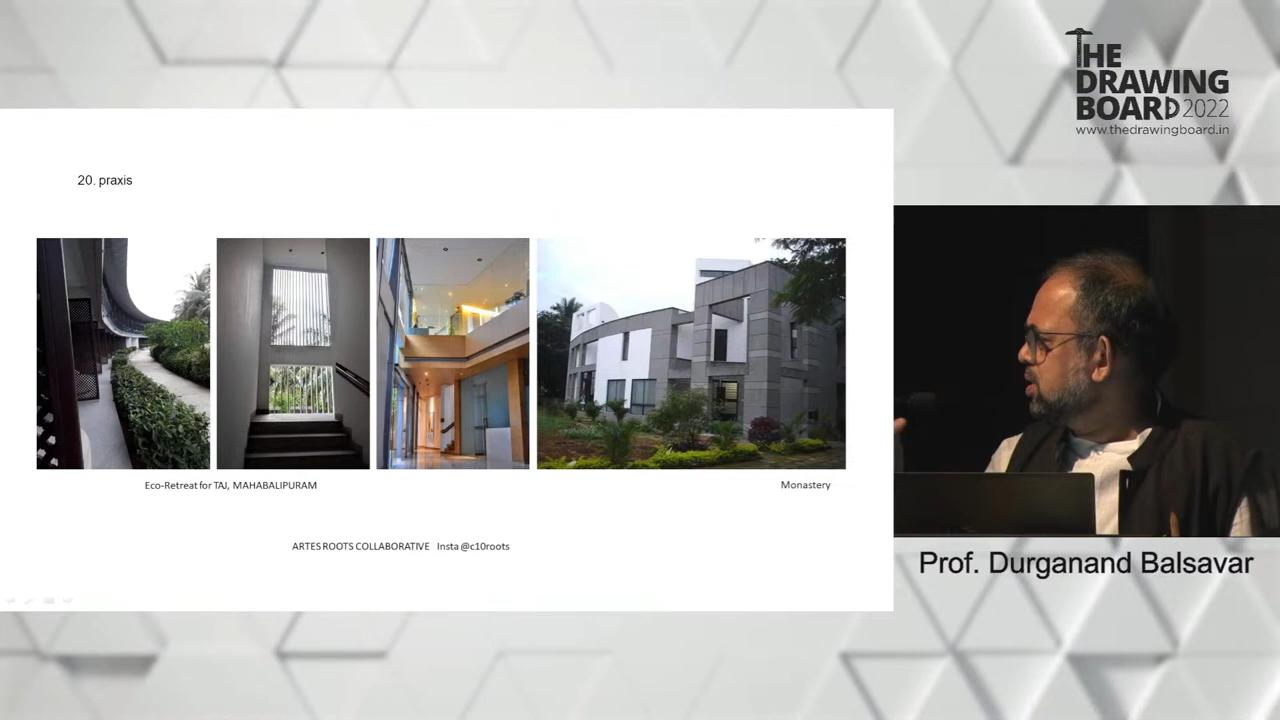 THE
DRAWING
BOARD 2022
www.thedrawingboard.in
20. praxis
Eco-Retreat for TAJ, MAHABALIPURAM
Monastery
ARTES ROOTS COLLABORATIVE Insta @c10roots
Prof. Durganand Balsavar